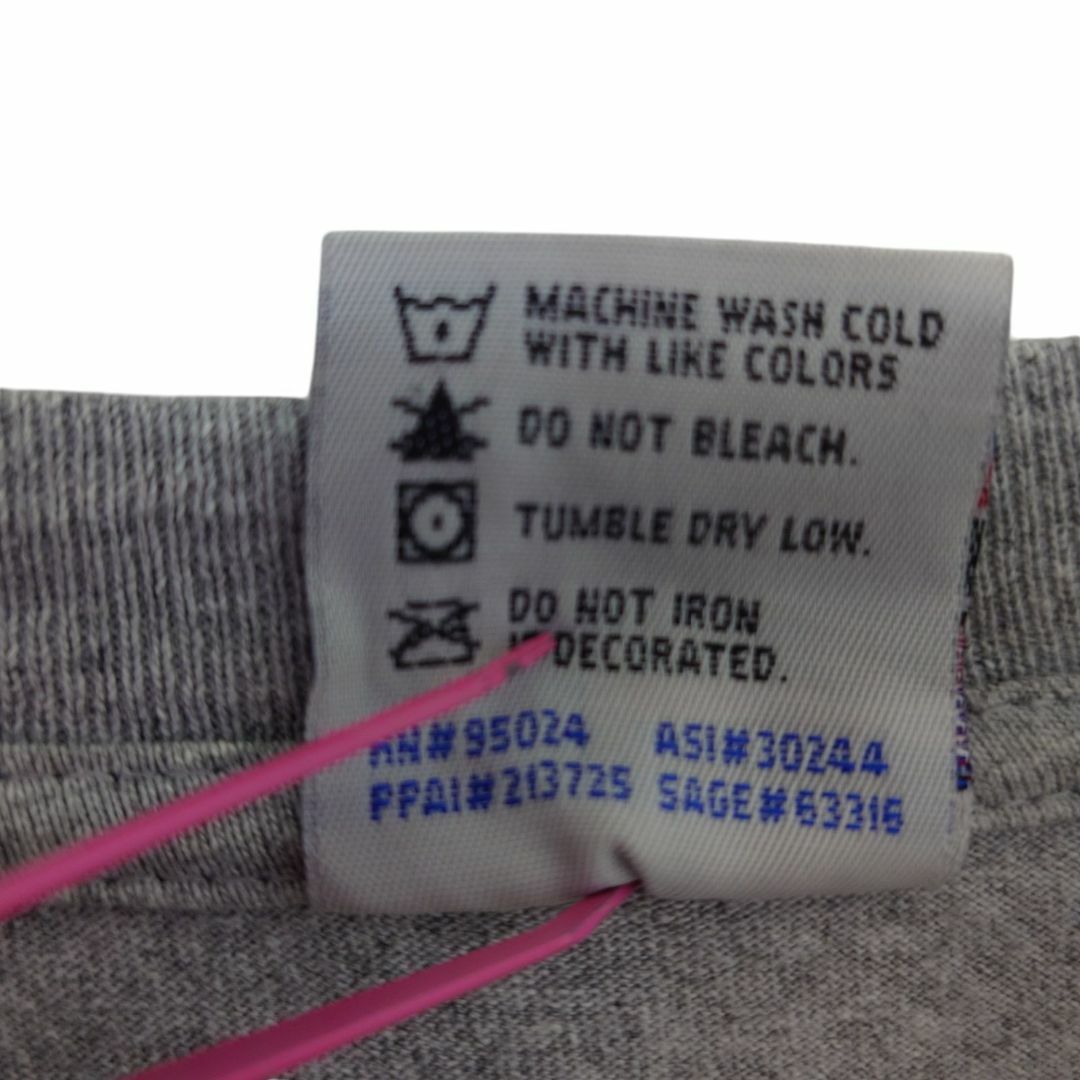 MACHINE WASH COLD
WITH LIKE COLORS
DO NOT BLEACH.
TUMBLE DRY LOW.
DO NOT IRON
DECORATED.
RN#95024 ASI#30244
PPAI#213725 SAGE#63316